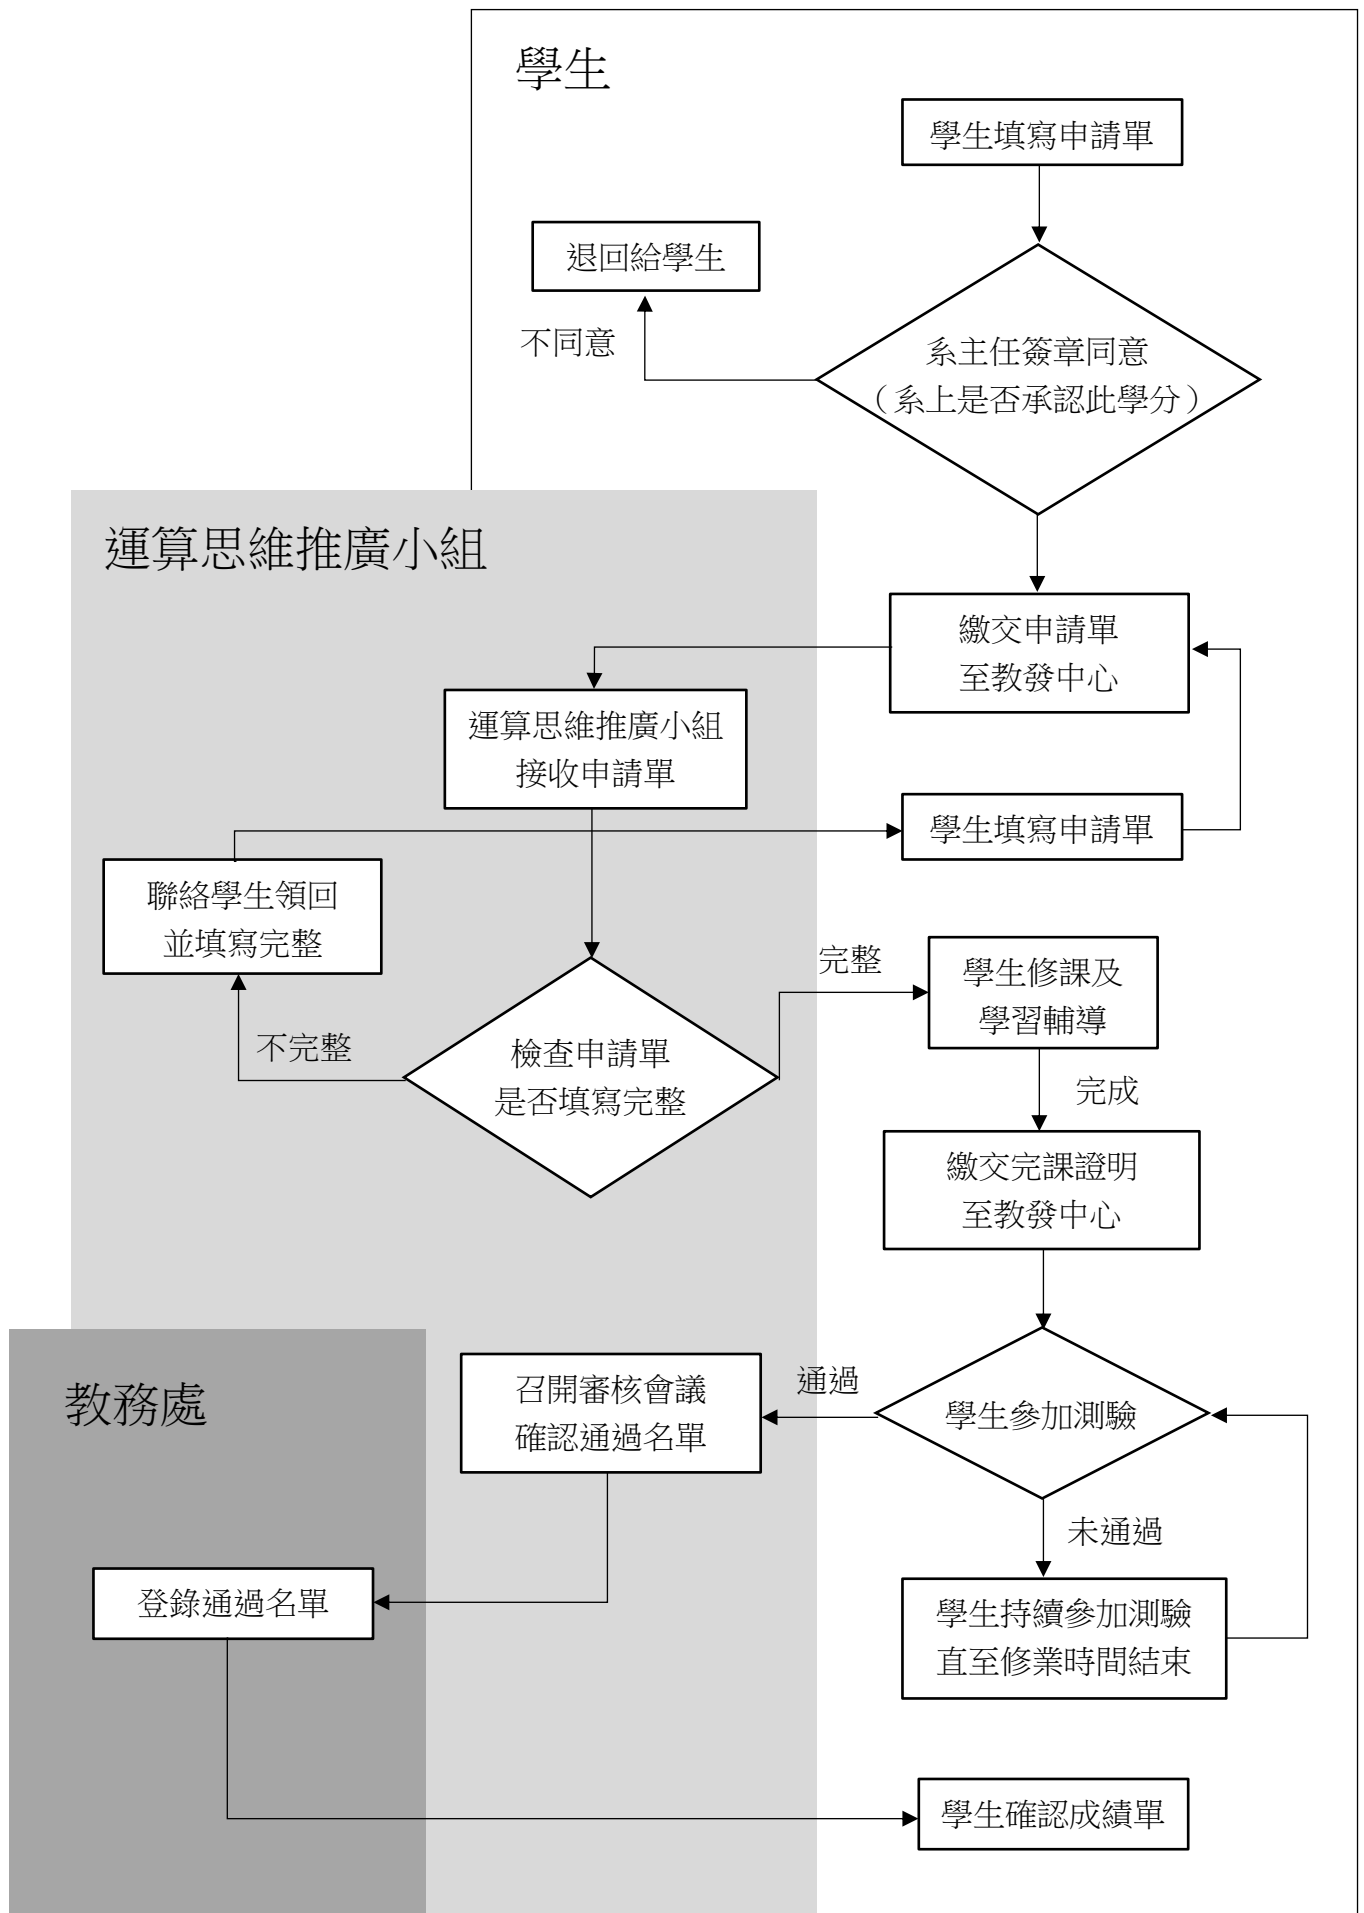 學生
學生填寫申請單
退回給學生
不同意
系主任簽章同意
（系上是否承認此學分）
運算思維推廣小組
繳交申請單
至教發中心
運算思維推廣小組
接收申請單
學生填寫申請單
聯絡學生領回
並填寫完整
完整
學生修課及
學習輔導
不完整
檢查申請單
是否填寫完整
完成
繳交完課證明
至教發中心
教務處
召開審核會議
確認通過名單
通過
學生參加測驗
未通過
登錄通過名單
學生持續參加測驗
直至修業時間結束
學生確認成績單